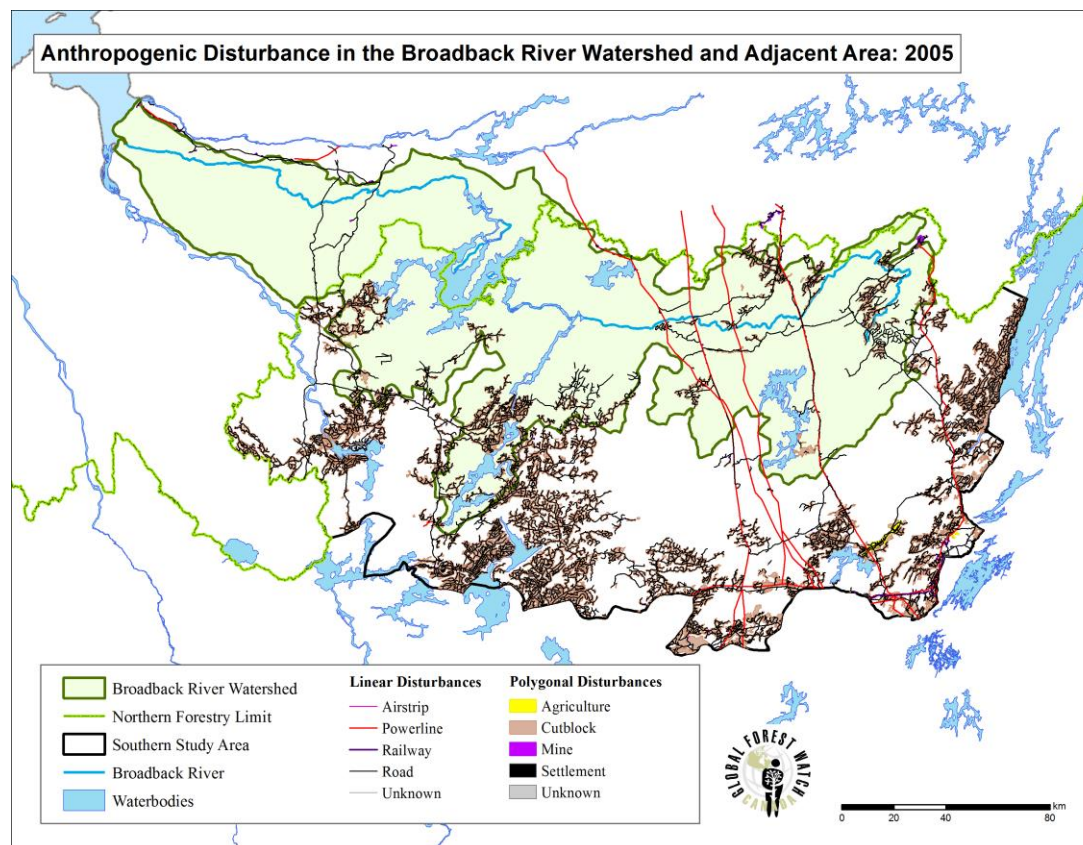 Anthropogenic Disturbance in the Broadback River Watershed and Adjacent Area: 2005
Broadback River Watershed
Northern Forestry Limit
Southern Study Area
Broadback River
Waterbodies
Linear Disturbances
Airstrip
Powerline
Railway
Road
Unknown
Polygonal Disturbances
Agriculture
Cutblock
Mine
Settlement
Unknown
GLOBAL FOREST WATCH
CANADA
km
0 20 40 80